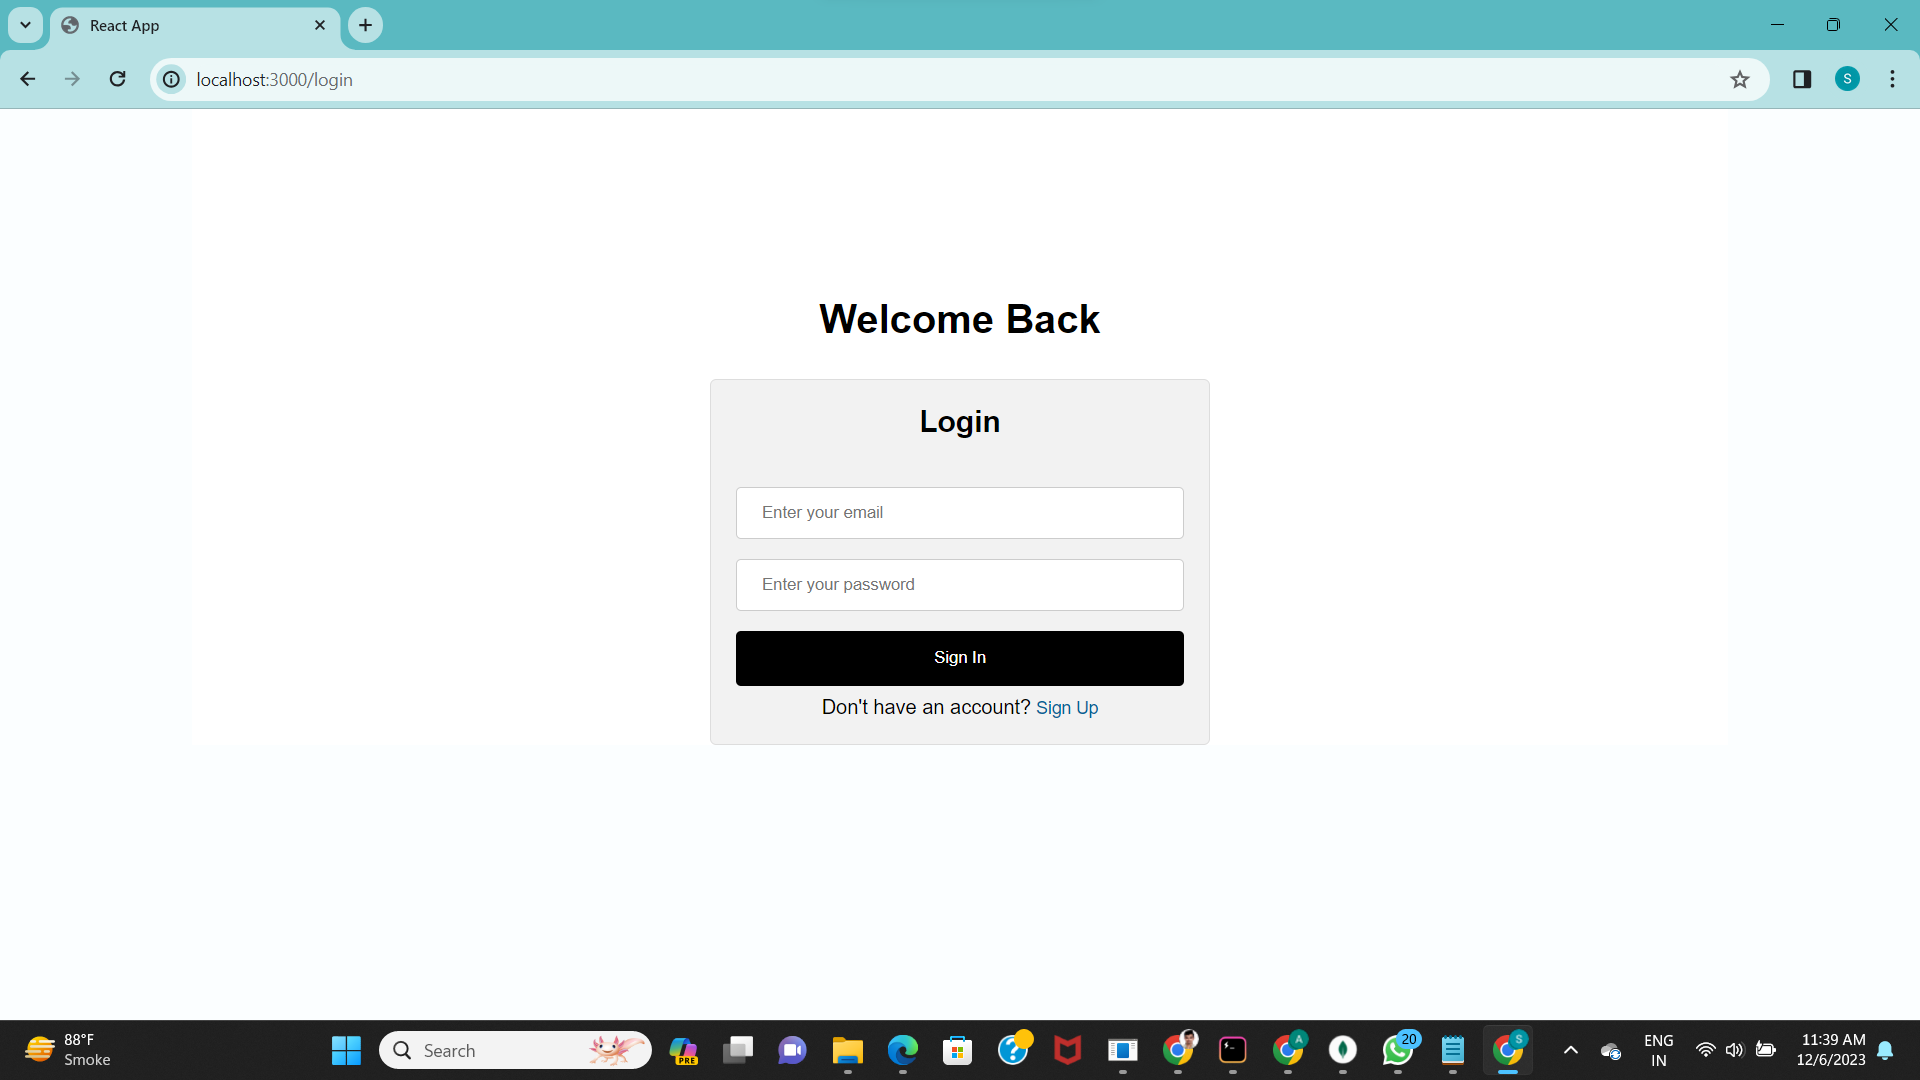 React App
localhost:3000/login
S
Welcome Back
Login
Enter your email
Enter your password
Sign In
Don't have an account? Sign Up
88°F
Smoke
Search
PRE
A
20
S
ENG
IN
11:39 AM
12/6/2023